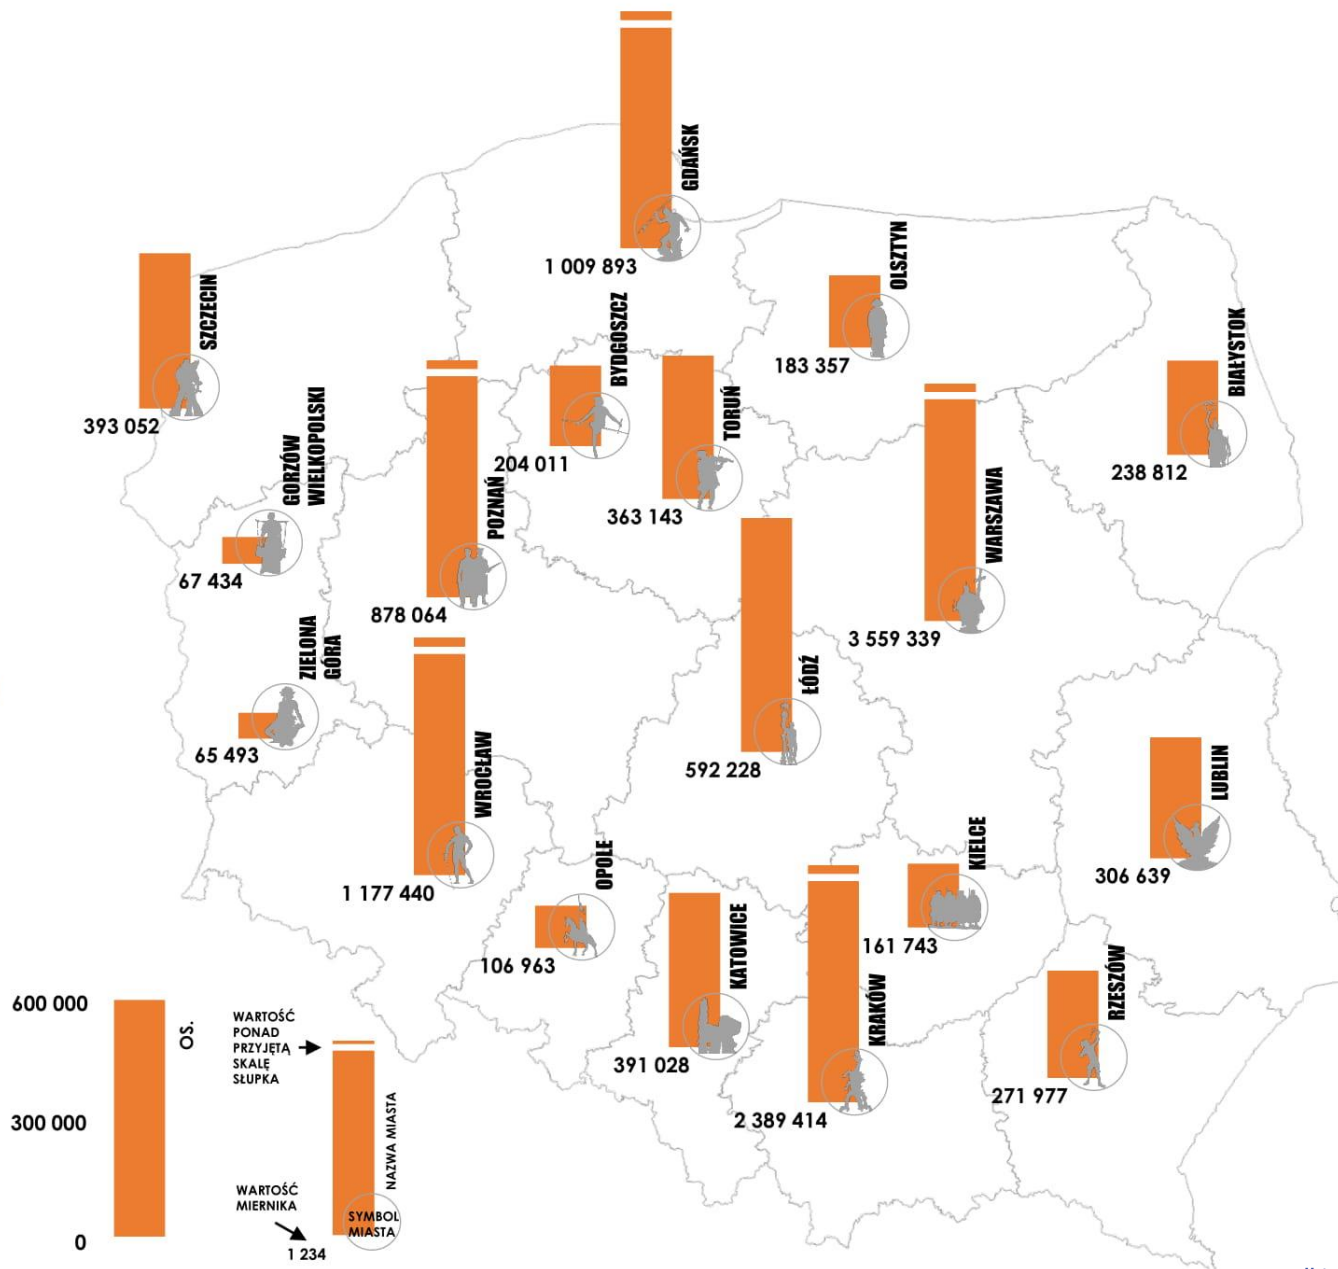 GDAŃSK
1 009 893
OLSZTYN
183 357
SZCZECIN
393 052
BYDGOSZCZ
204 011
TORUŃ
363 143
BIAŁYSTOK
238 812
GORZÓW
WIELKOPOLSKI
67 434
POZNAŃ
878 064
WARSZAWA
3 559 339
ZIELONA
GÓRA
65 493
ŁÓDŹ
592 228
WROCŁAW
1 177 440
LUBLIN
306 639
OPOLE
106 963
KATOWICE
391 028
KRAKÓW
2 389 414
KIELCE
161 743
RZESZÓW
271 977
600 000
300 000
0
OS.
WARTOŚĆ
PONAD
PRZYJĘTĄ
SKALĘ
SŁUPKA
NAZWA MIASTA
WARTOŚĆ
MIERNIKA
SYMBOL
MIASTA
1 234